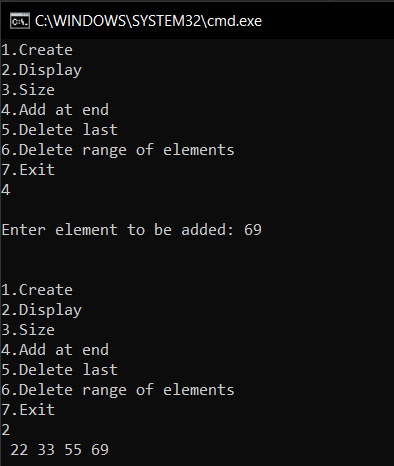 C:\WINDOWS\SYSTEM32\cmd.exe
1.Create
2.Display
3.Size
4.Add at end
5.Delete last
6.Delete range of elements
7.Exit
4
Enter element to be added: 69
1.Create
2.Display
3.Size
4.Add at end
5.Delete last
6.Delete range of elements
7.Exit
2
22 33 55 69